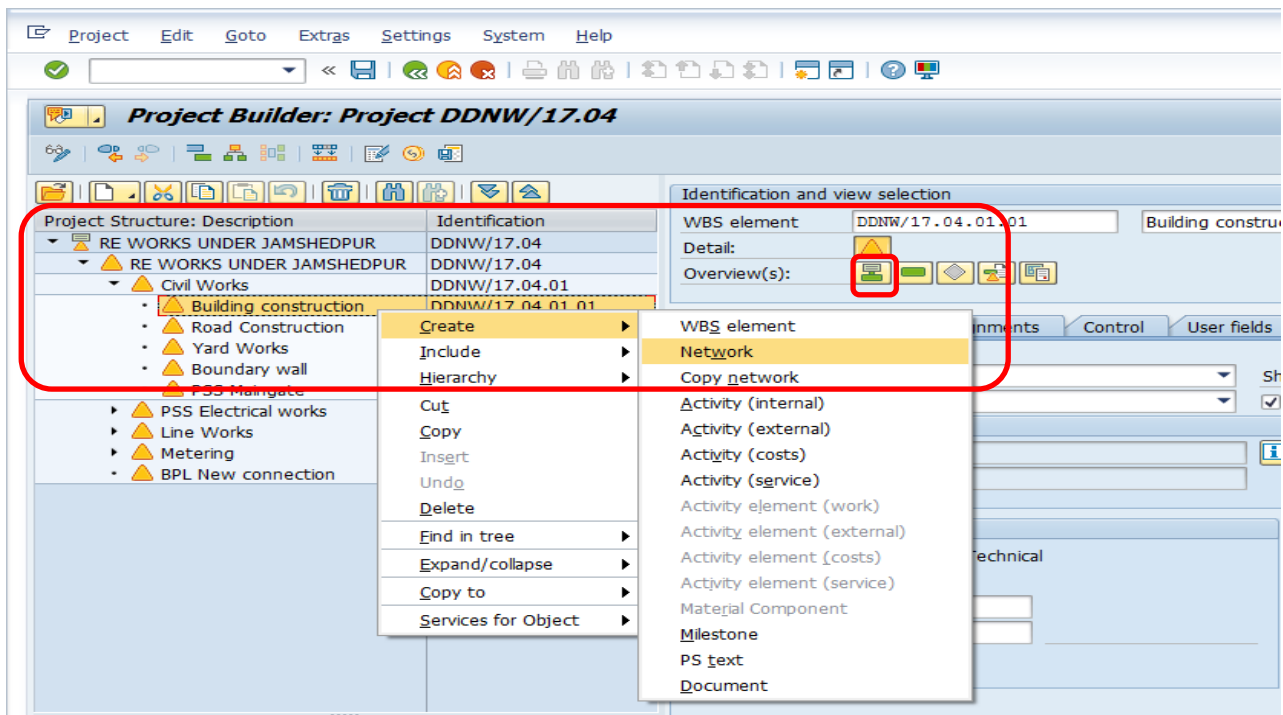 Project Edit Goto Extras Settings System Help
Project Builder: Project DDNW/17.04
Identification and view selection
Project Structure: Description Identification
WBS element DDNW/17.04.01.01 Building constru
RE WORKS UNDER JAMSHEDPUR DDNW/17.04
Detail:
RE WORKS UNDER JAMSHEDPUR DDNW/17.04
Overview(s):
Civil Works DDNW/17.04.01
Building construction DDNW/17.04.01.01
Road Construction
Yard Works
Boundary wall
PSS Maingate
PSS Electrical works
Line Works
Metering
BPL New connection
Create
Include
Hierarchy
Cut
Copy
Insert
Undo
Delete
Find in tree
Expand/collapse
Copy to
Services for Object
WBS element
Network
Copy network
Activity (internal)
Activity (external)
Activity (costs)
Activity (service)
Activity element (work)
Activity element (external)
Activity element (costs)
Activity element (service)
Material Component
Milestone
PS text
Document
nments Control User fields
Sh
echnical